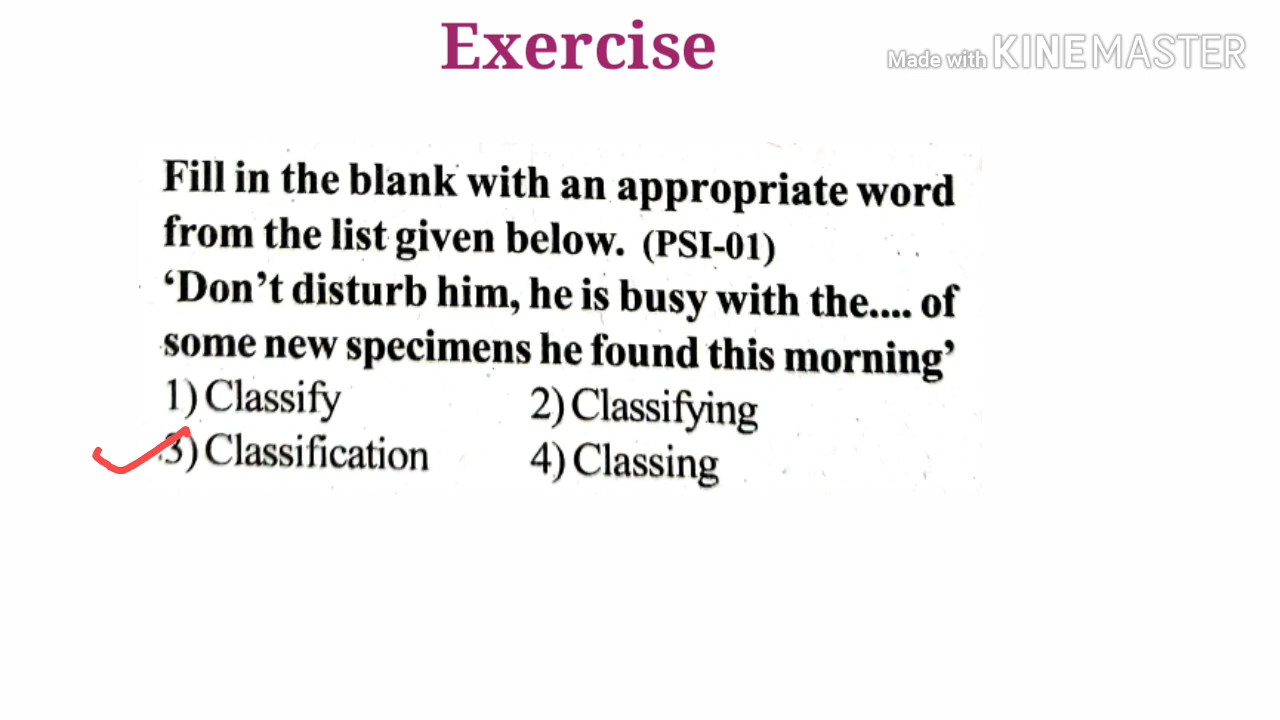 Exercise
Made with KINEMASTER
Fill in the blank with an appropriate word
from the list given below. (PSI-01)
‘Don’t disturb him, he is busy with the.... of
some new specimens he found this morning’
1) Classify 2) Classifying
3) Classification 4) Classing